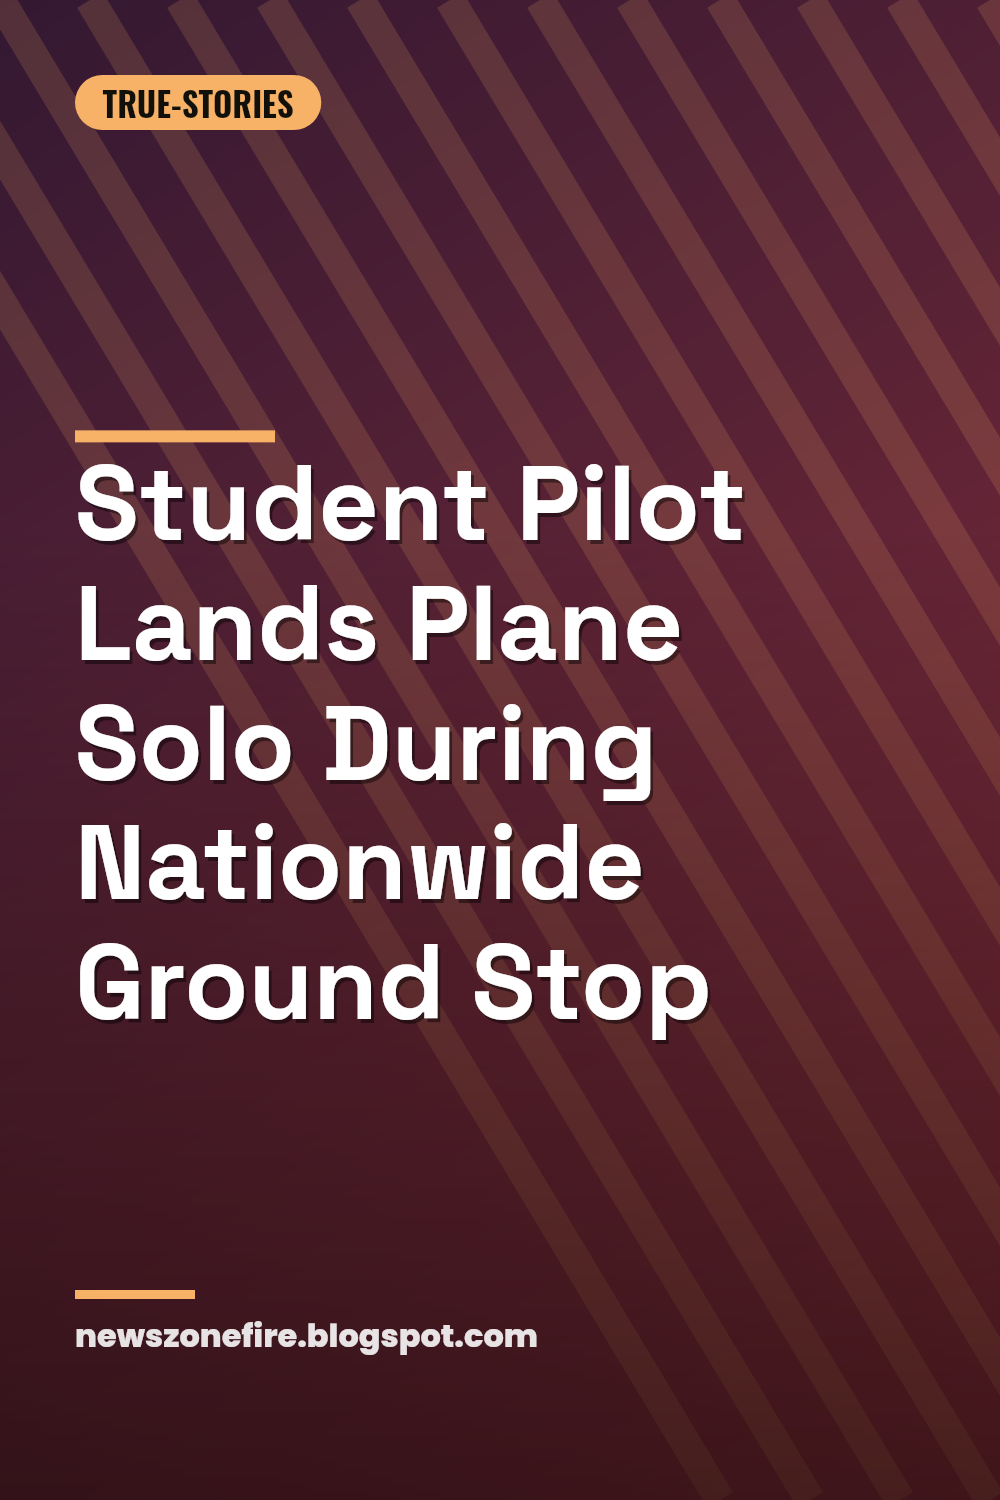 TRUE-STORIES
Student Pilot
Lands Plane
Solo During
Nationwide
Ground Stop
newszonefire.blogspot.com